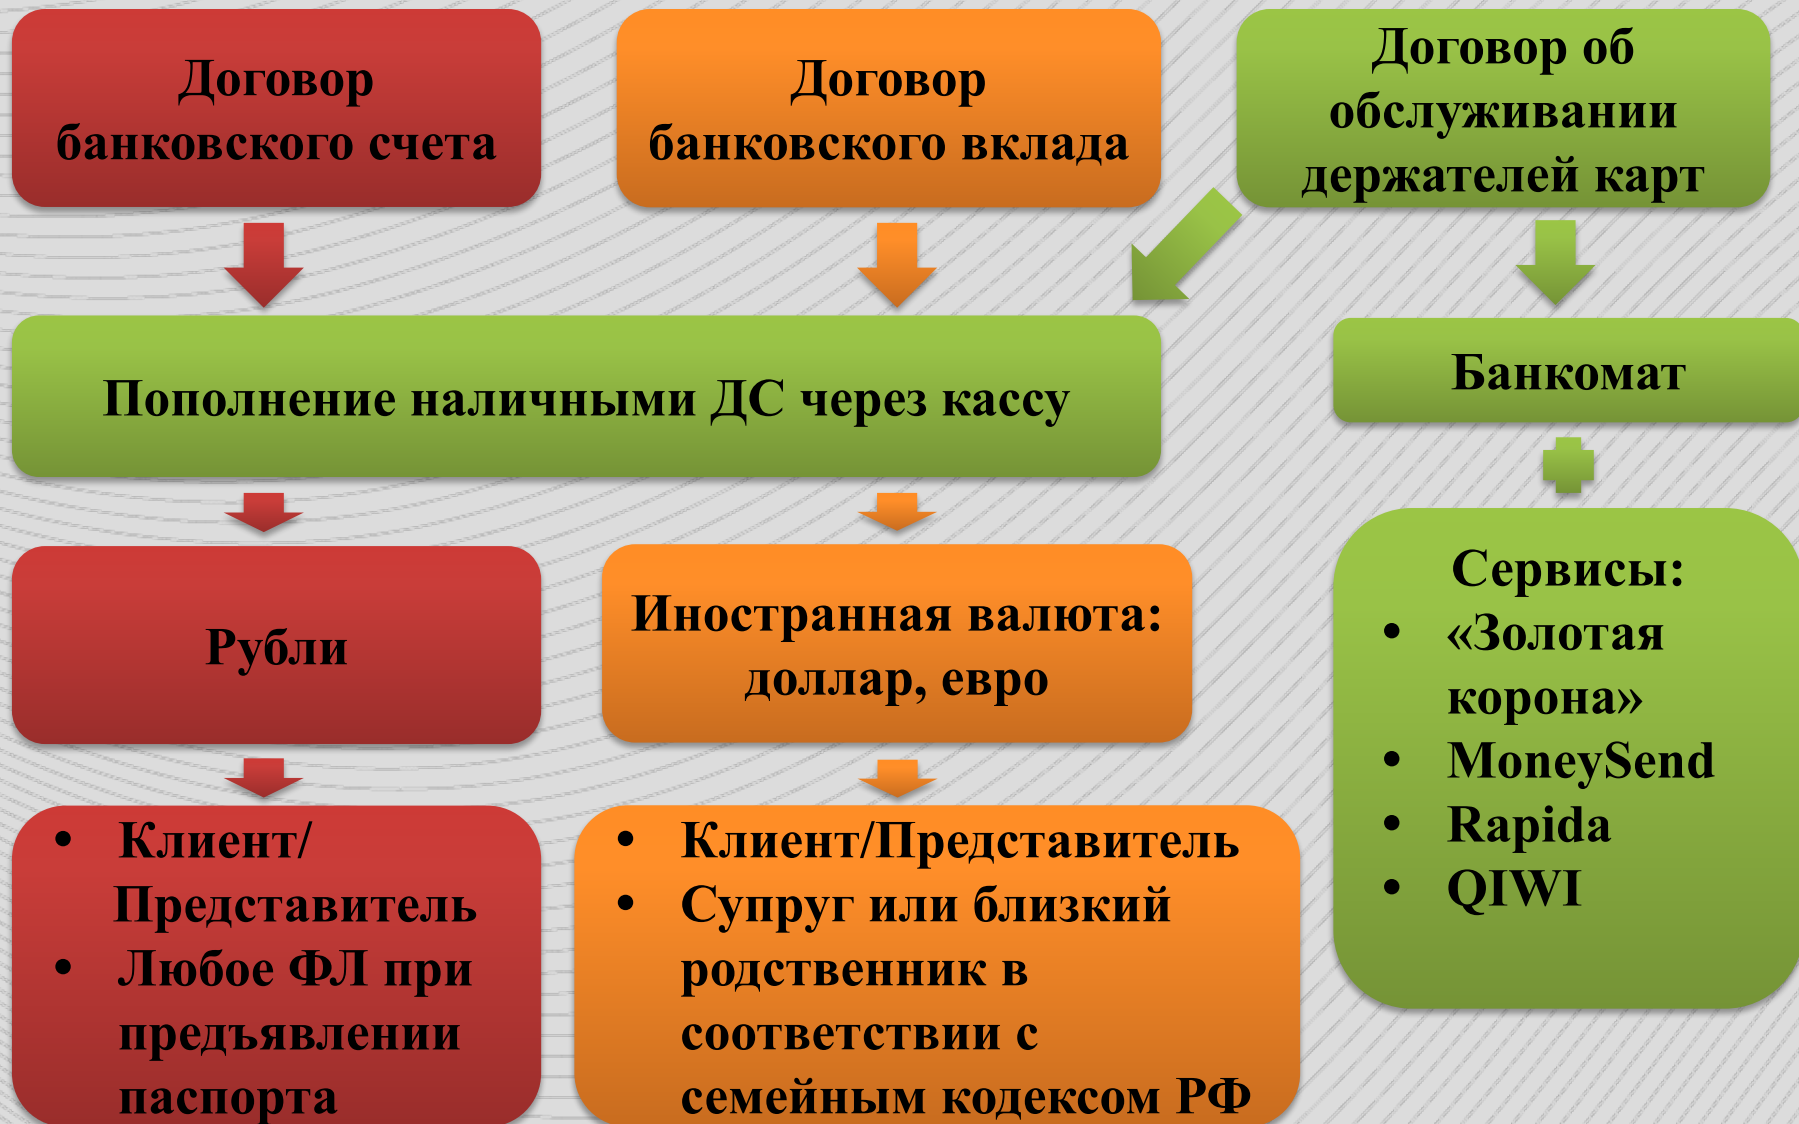 Договор
банковского счета
Договор
банковского вклада
Договор об
обслуживании
держателей карт
Пополнение наличными ДС через кассу
Банкомат
Рубли
Иностранная валюта:
доллар, евро
Сервисы:
• «Золотая
корона»
• MoneySend
• Rapida
• QIWI
• Клиент/
Представитель
• Любое ФЛ при
предъявлении
паспорта
• Клиент/Представитель
• Супруг или близкий
родственник в
соответствии с
семейным кодексом РФ